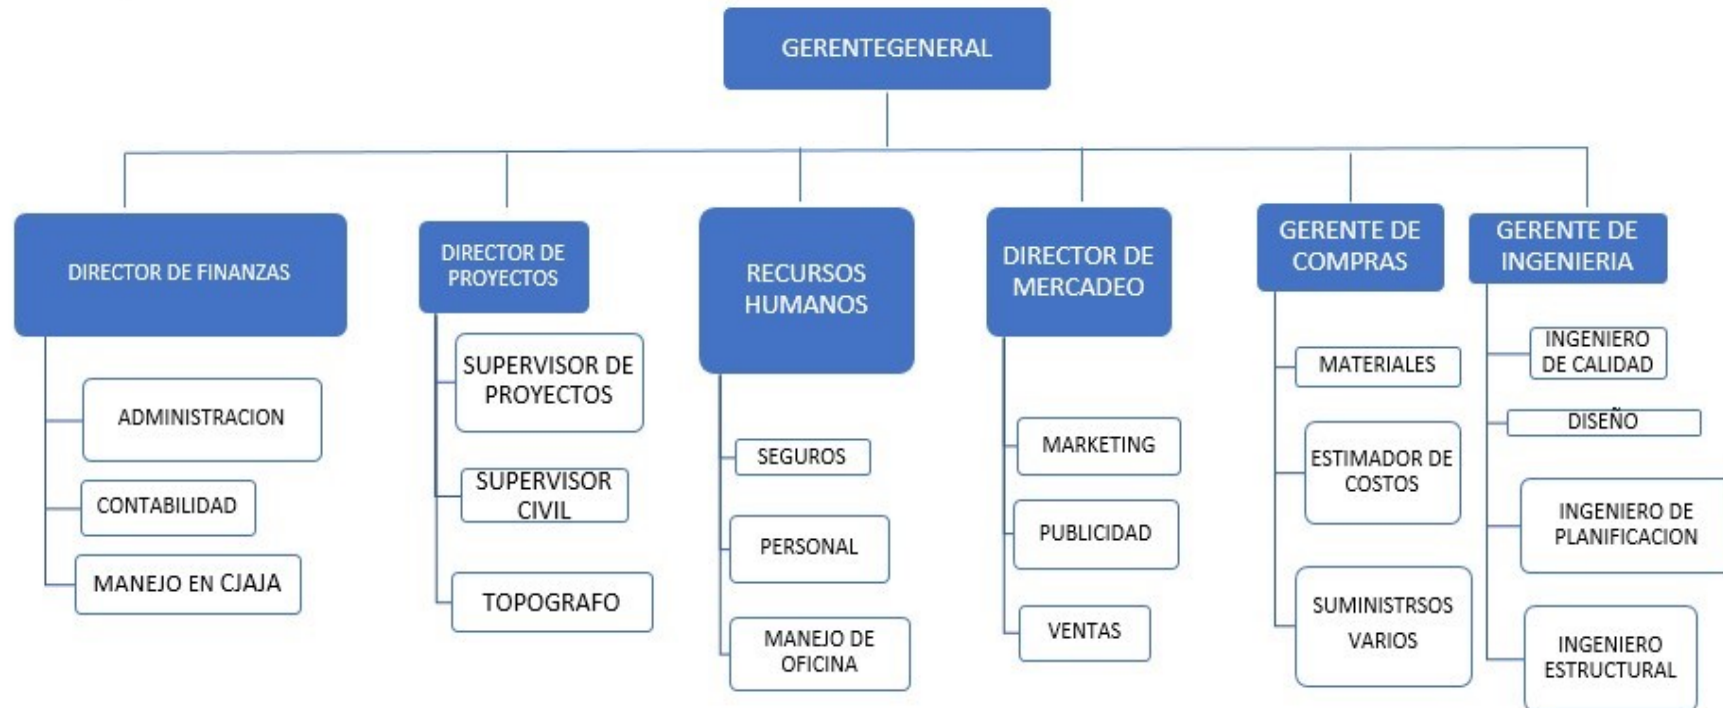 GERENTEGENERAL
DIRECTOR DE FINANZAS
ADMINISTRACION
CONTABILIDAD
MANEJO EN CJAJA
DIRECTOR DE
PROYECTOS
SUPERVISOR DE
PROYECTOS
SUPERVISOR
CIVIL
TOPOGRAFO
RECURSOS
HUMANOS
SEGUROS
PERSONAL
MANEJO DE
OFICINA
DIRECTOR DE
MERCADEO
MARKETING
PUBLICIDAD
VENTAS
GERENTE DE
COMPRAS
MATERIALES
ESTIMADOR DE
COSTOS
SUMINISTRSOS
VARIOS
GERENTE DE
INGENIERIA
INGENIERO
DE CALIDAD
DISEÑO
INGENIERO DE
PLANIFICACION
INGENIERO
ESTRUCTURAL